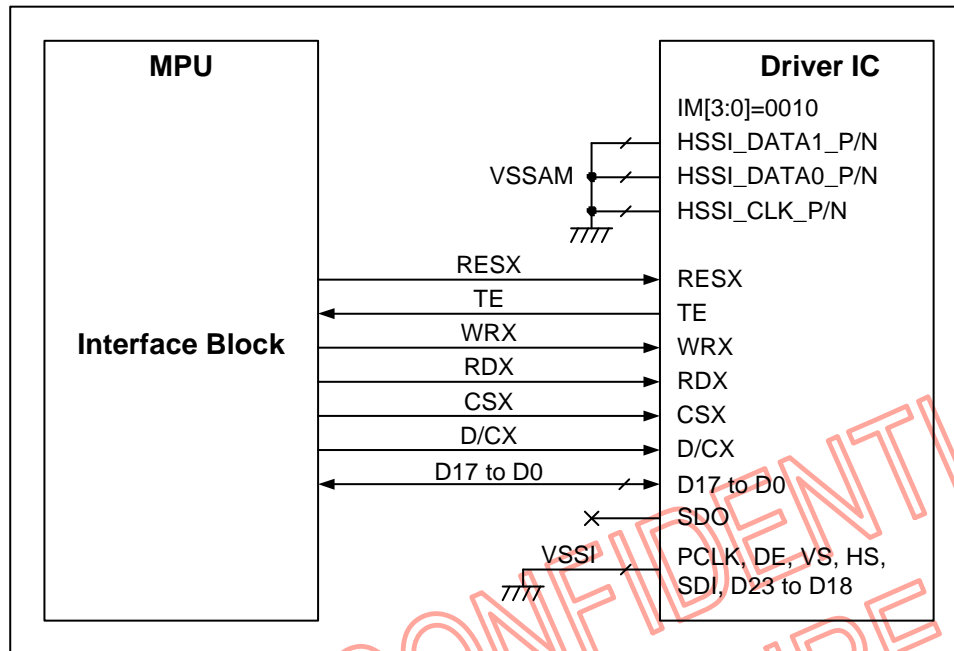 MPU
Driver IC
IM[3:0]=0010
HSSI_DATA1_P/N
VSSAM
HSSI_DATA0_P/N
HSSI_CLK_P/N
RESX
RESX
TE
TE
Interface Block
WRX
WRX
RDX
RDX
CSX
CSX
D/CX
D/CX
D17 to D0
D17 to D0
SDO
VSSI
PCLK, DE, VS, HS,
SDI, D23 to D18
CONFIDENTI